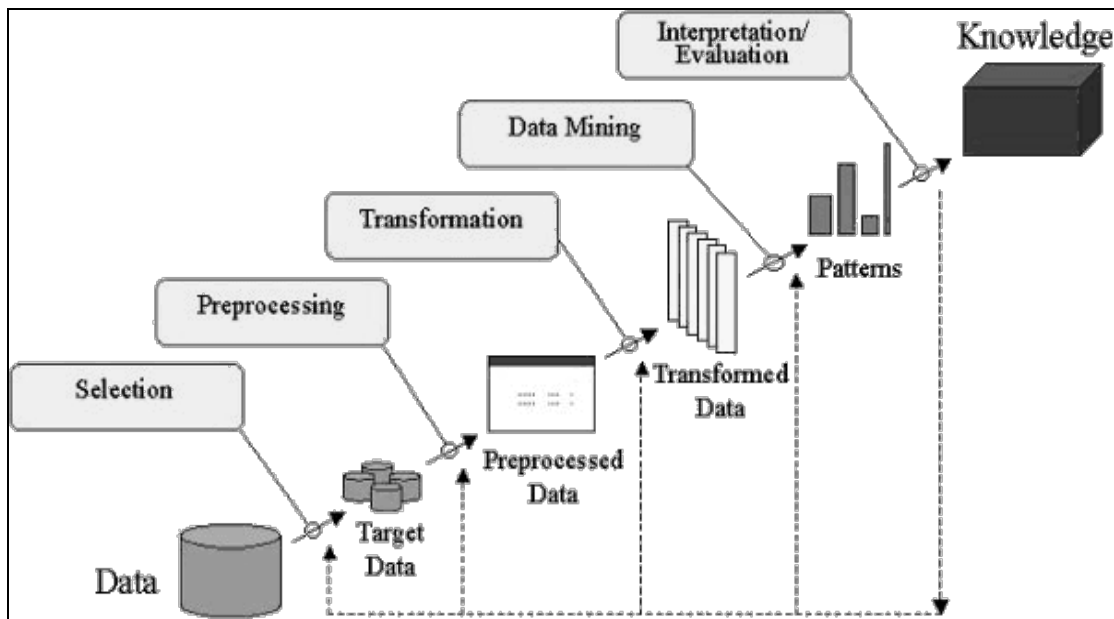 Interpretation/
Evaluation
Knowledge
Data Mining
Transformation
Patterns
Preprocessing
Transformed
Data
Selection
Preprocessed
Data
Target
Data
Data